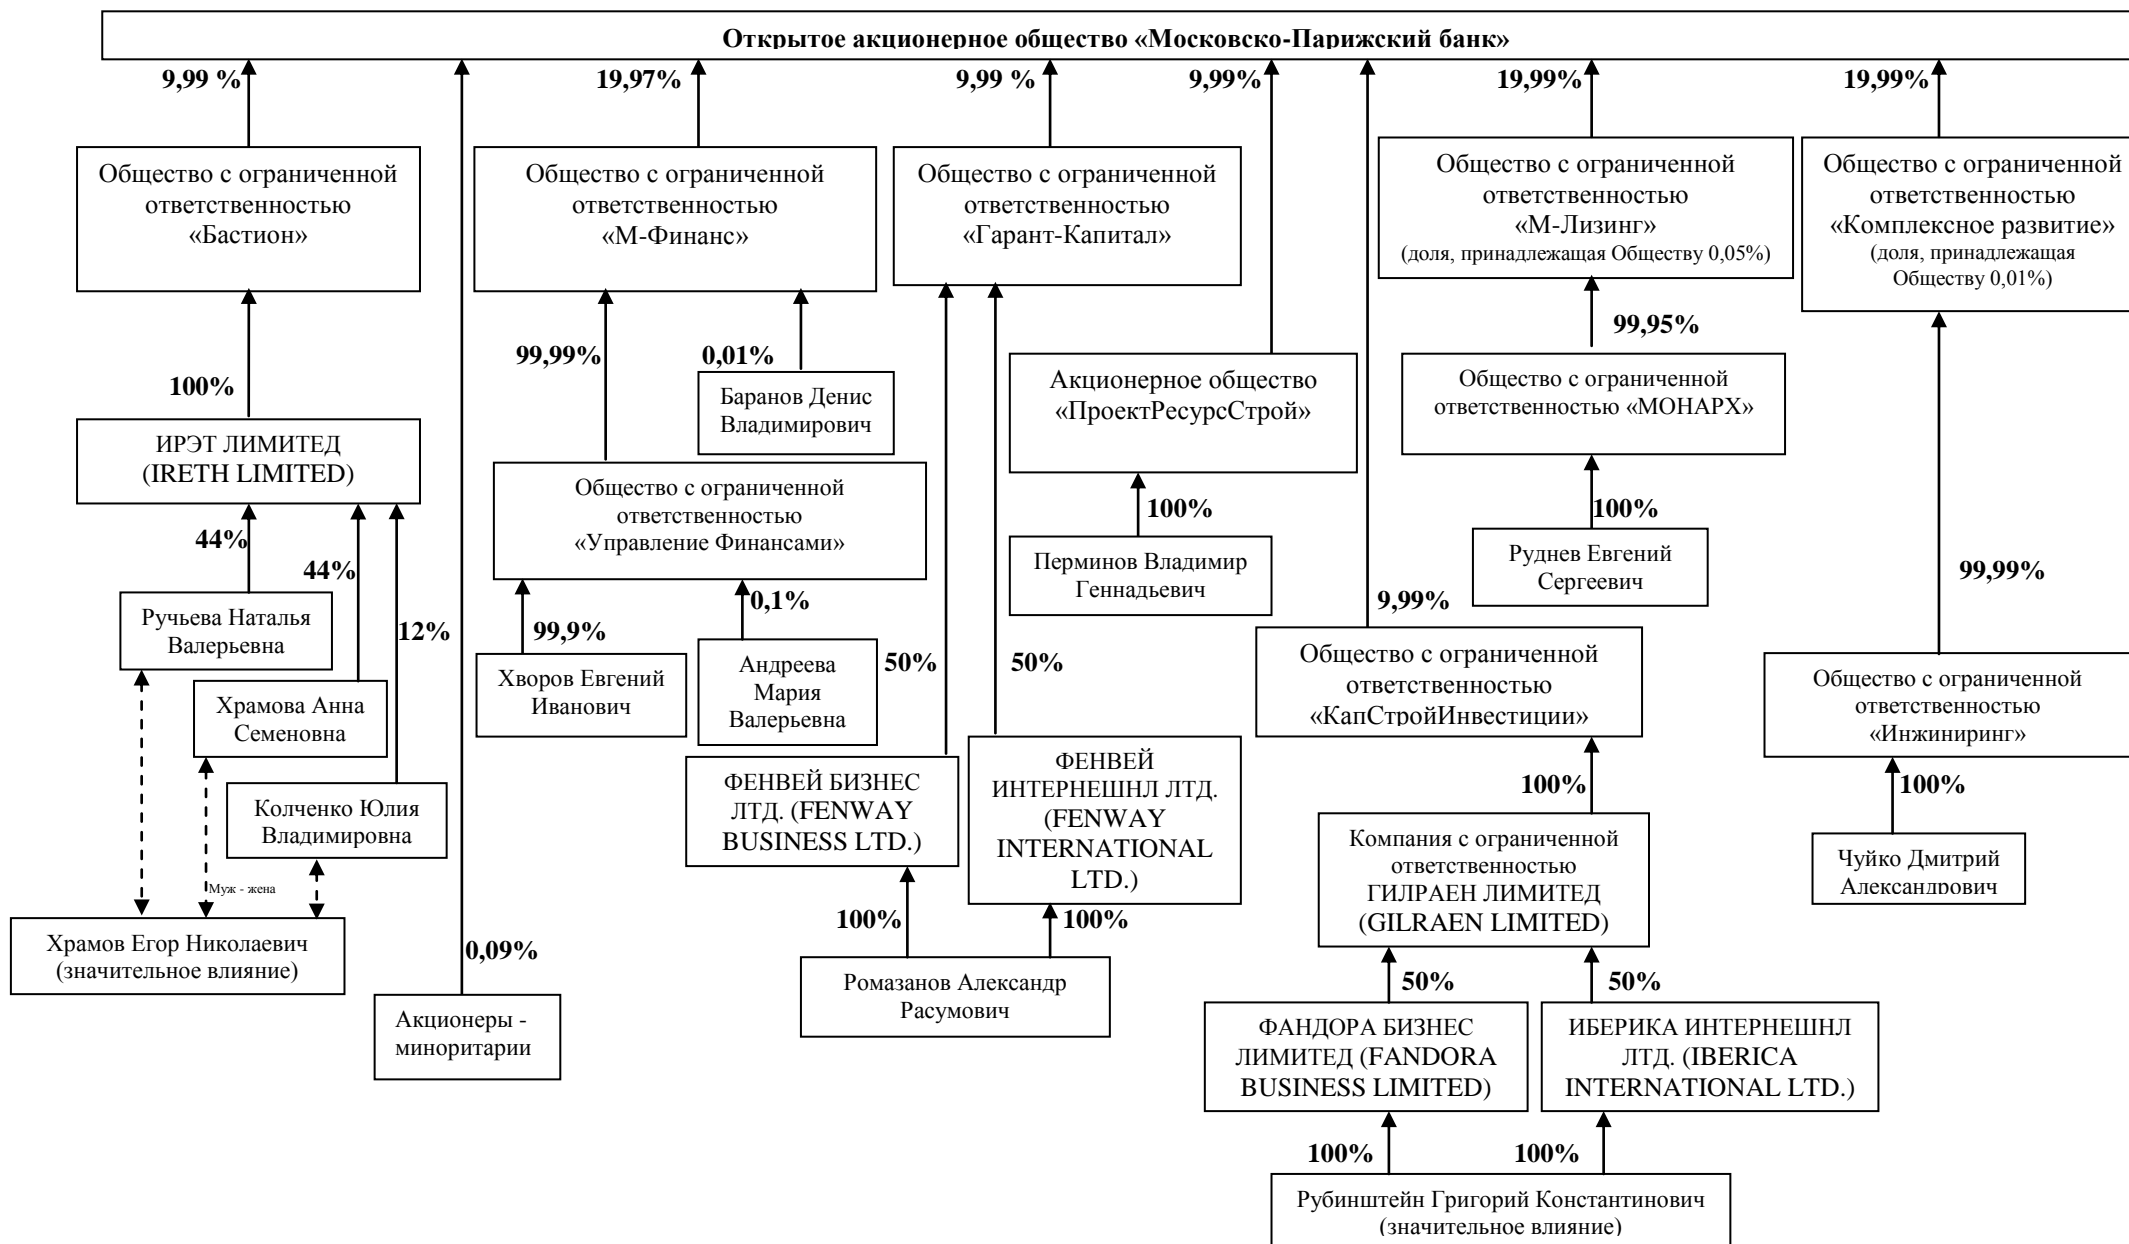 Открытое акционерное общество «Московско-Парижский банк»
9,99 %
19,97%
9,99 %
9,99%
19,99%
19,99%
Общество с ограниченной
ответственностью
«Бастион»
Общество с ограниченной
ответственностью
«М-Финанс»
Общество с ограниченной
ответственностью
«Гарант-Капитал»
Общество с ограниченной
ответственностью
«М-Лизинг»
(доля, принадлежащая Обществу 0,05%)
Общество с ограниченной
ответственностью
«Комплексное развитие»
(доля, принадлежащая
Обществу 0,01%)
100%
99,99%
0,01%
99,95%
Баранов Денис
Владимирович
Акционерное общество
«ПроектРесурсСтрой»
Общество с ограниченной
ответственностью «МОНАРХ»
ИРЭТ ЛИМИТЕД
(IRETH LIMITED)
Общество с ограниченной
ответственностью
«Управление Финансами»
100%
100%
44%
44%
12%
Перминов Владимир
Геннадьевич
Руднев Евгений
Сергеевич
99,99%
Ручьева Наталья
Валерьевна
99,9%
0,1%
9,99%
Хворов Евгений
Иванович
Андреева
Мария
Валерьевна
50%
50%
Общество с ограниченной
ответственностью
«КапСтройИнвестиции»
Общество с ограниченной
ответственностью
«Инжиниринг»
Храмова Анна
Семеновна
Колченко Юлия
Владимировна
ФЕНВЕЙ БИЗНЕС
ЛТД. (FENWAY
BUSINESS LTD.)
ФЕНВЕЙ
ИНТЕРНЕШНЛ ЛТД.
(FENWAY
INTERNATIONAL
LTD.)
100%
100%
Компания с ограниченной
ответственностью
ГИЛРАЕН ЛИМИТЕД
(GILRAEN LIMITED)
Чуйко Дмитрий
Александрович
Муж - жена
Храмов Егор Николаевич
(значительное влияние)
0,09%
100%
100%
Акционеры -
миноритарии
Ромазанов Александр
Расумович
50%
50%
ФАНДОРА БИЗНЕС
ЛИМИТЕД (FANDORA
BUSINESS LIMITED)
ИБЕРИКА ИНТЕРНЕШНЛ
ЛТД. (IBERICA
INTERNATIONAL LTD.)
100%
100%
Рубинштейн Григорий Константинович
(значительное влияние)